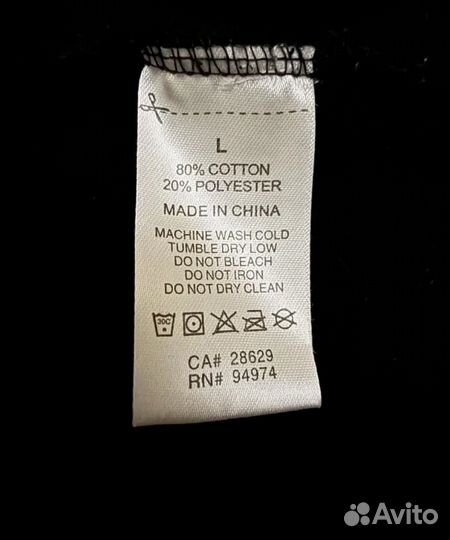 L
80% COTTON
20% POLYESTER
MADE IN CHINA
MACHINE WASH COLD
TUMBLE DRY LOW
DO NOT BLEACH
DO NOT IRON
DO NOT DRY CLEAN
30C
CA# 28629
RN# 94974
Avito